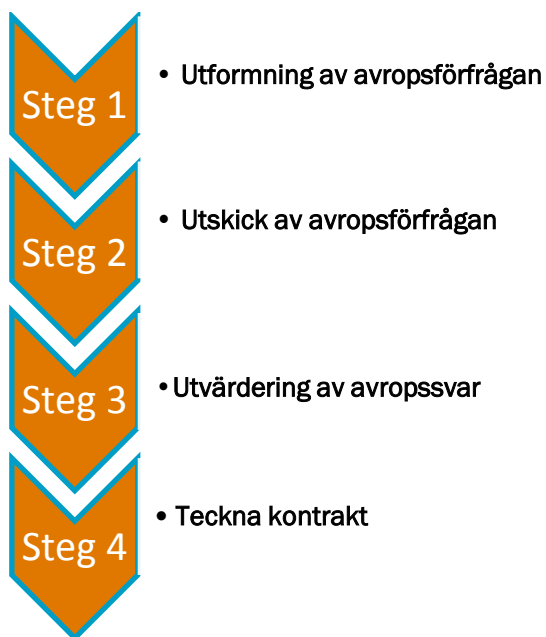 Steg 1
• Utformning av avropsförfrågan
Steg 2
• Utskick av avropsförfrågan
Steg 3
•Utvärdering av avropssvar
Steg 4
• Teckna kontrakt